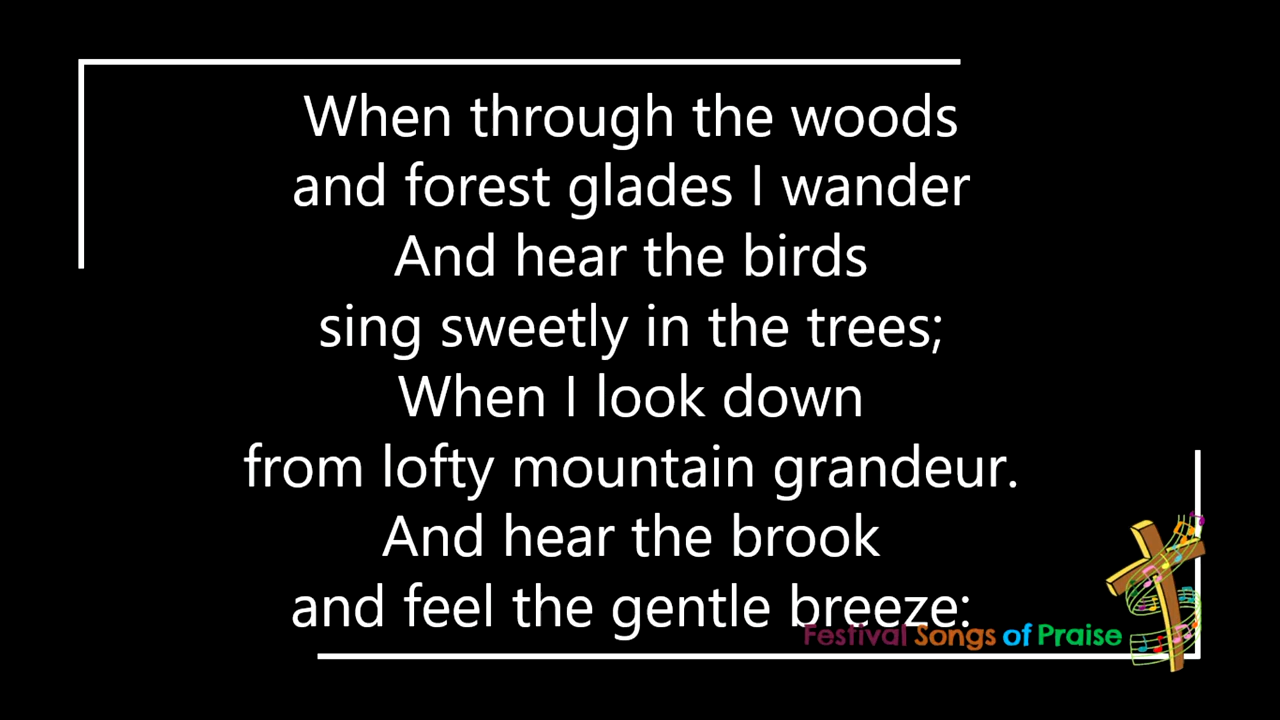 When through the woods
and forest glades I wander
And hear the birds
sing sweetly in the trees;
When I look down
from lofty mountain grandeur.
And hear the brook
and feel the gentle breeze:
Festival Songs of Praise